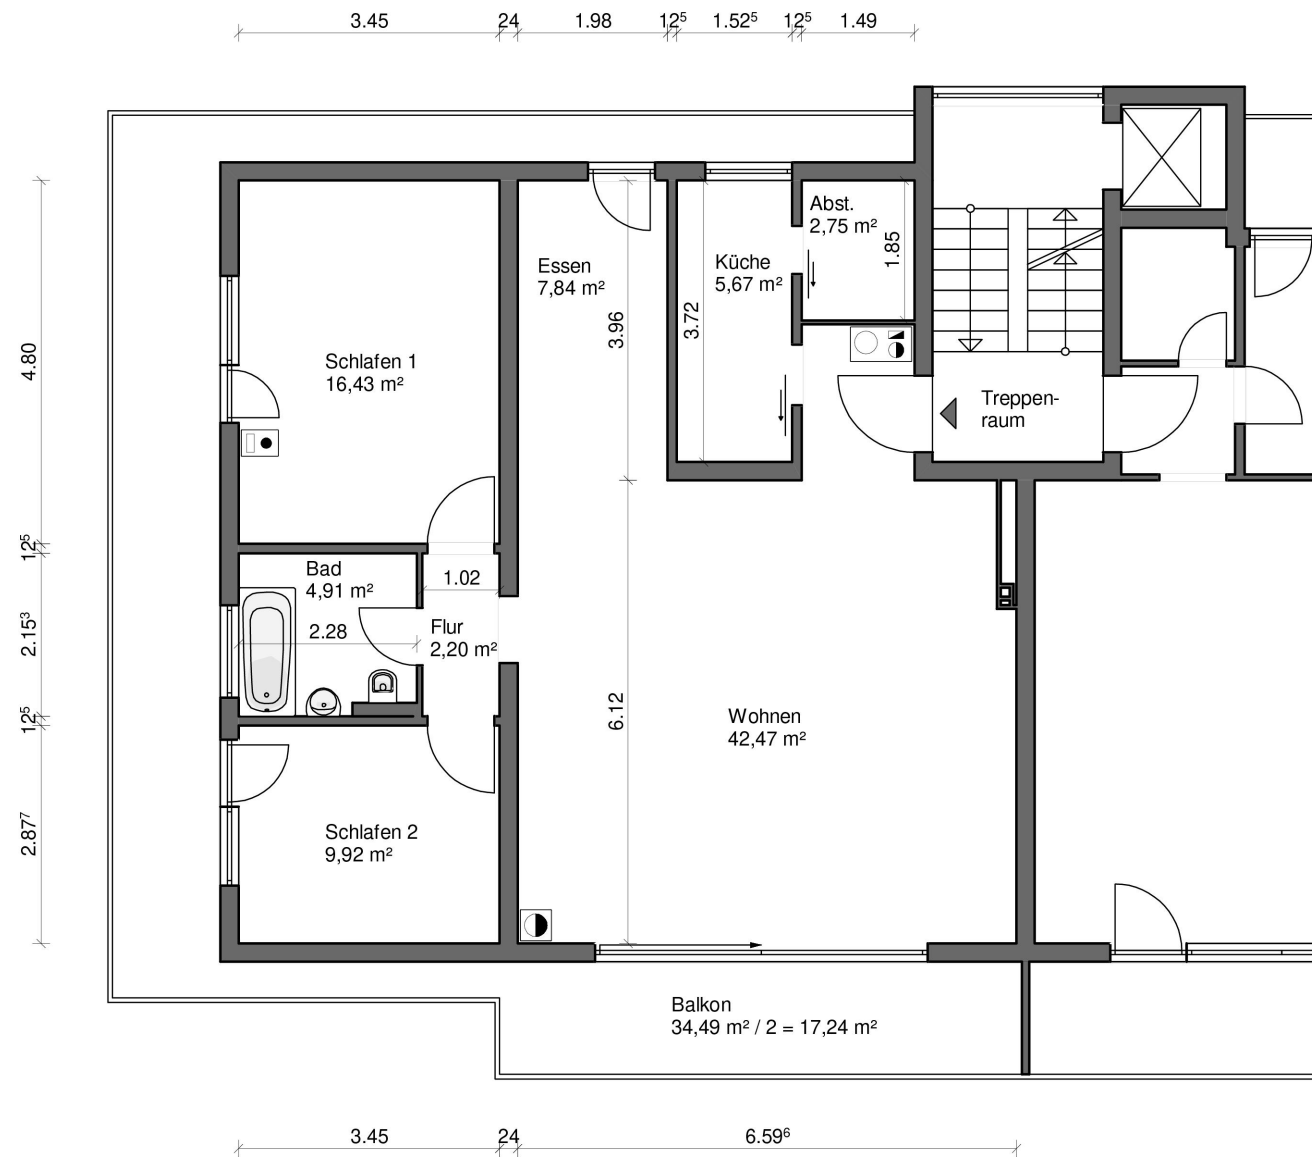 3.45 24 1.98 12⁵ 1.52⁵ 12⁵ 1.49
Abst.
2,75 m²
1.85
Essen
7,84 m²
Küche
5,67 m²
3.96
3.72
4.80
Schlafen 1
16,43 m²
Treppen-
raum
12⁵
Bad
4,91 m²
1.02
2.15³
2.28
Flur
2,20 m²
12⁵
6.12
Wohnen
42,47 m²
2.87⁷
Schlafen 2
9,92 m²
Balkon
34,49 m² / 2 = 17,24 m²
3.45 24 6.59⁶